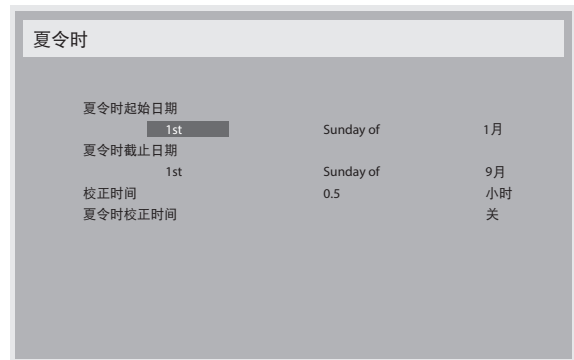 夏令时
夏令时起始日期
1st Sunday of 1月
夏令时截止日期
1st Sunday of 9月
校正时间 0.5 小时
夏令时校正时间 关